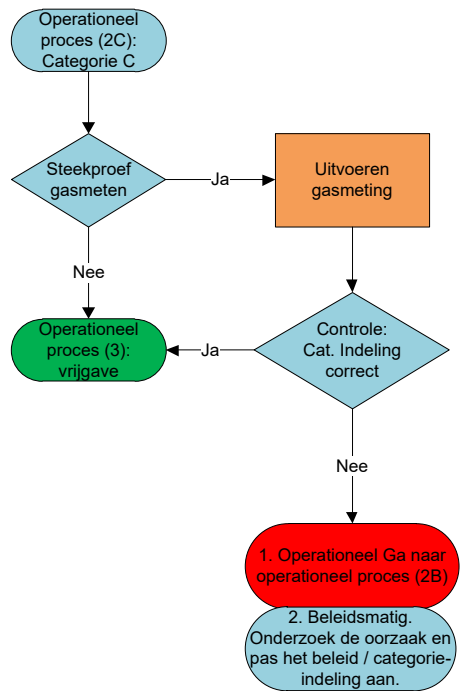 Operationeel
proces (2C):
Categorie C
Steekproef
gasmeten
Ja
Uitvoeren
gasmeting
Nee
Operationeel
proces (3):
vrijgave
Ja
Controle:
Cat. Indeling
correct
Nee
1. Operationeel Ga naar
operationeel proces (2B)
2. Beleidsmatig.
Onderzoek de oorzaak en
pas het beleid / categorie-
indeling aan.